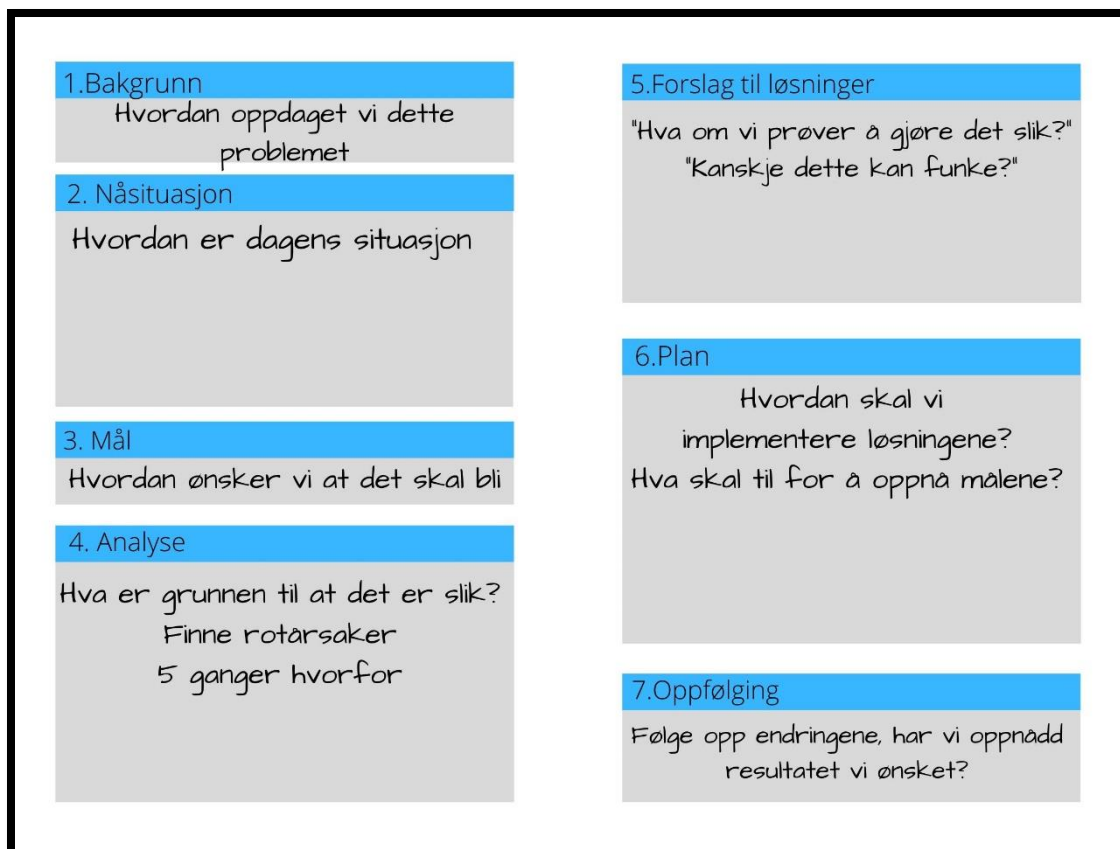 1.Bakgrunn
Hvordan oppdaget vi dette
problemet
2. Nåsituasjon
Hvordan er dagens situasjon
3. Mål
Hvordan ønsker vi at det skal bli
4. Analyse
Hva er grunnen til at det er slik?
Finne rotårsaker
5 ganger hvorfor
5.Forslag til løsninger
"Hva om vi prøver å gjøre det slik?"
"Kanskje dette kan funke?"
6.Plan
Hvordan skal vi
implementere løsningene?
Hva skal til for å oppnå målene?
7.Oppfølging
Følge opp endringene, har vi oppnådd
resultatet vi ønsket?